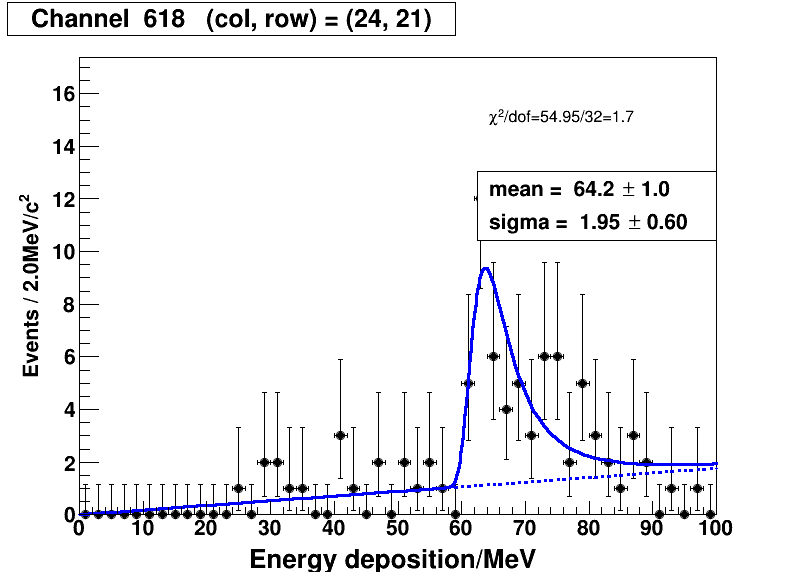 Channel 618 (col, row) = (24, 21)
χ²/dof=54.95/32=1.7
mean = 64.2 ± 1.0
sigma = 1.95 ± 0.60
Events / 2.0MeV/c²
16
14
12
10
8
6
4
2
0
0 10 20 30 40 50 60 70 80 90 100
Energy deposition/MeV